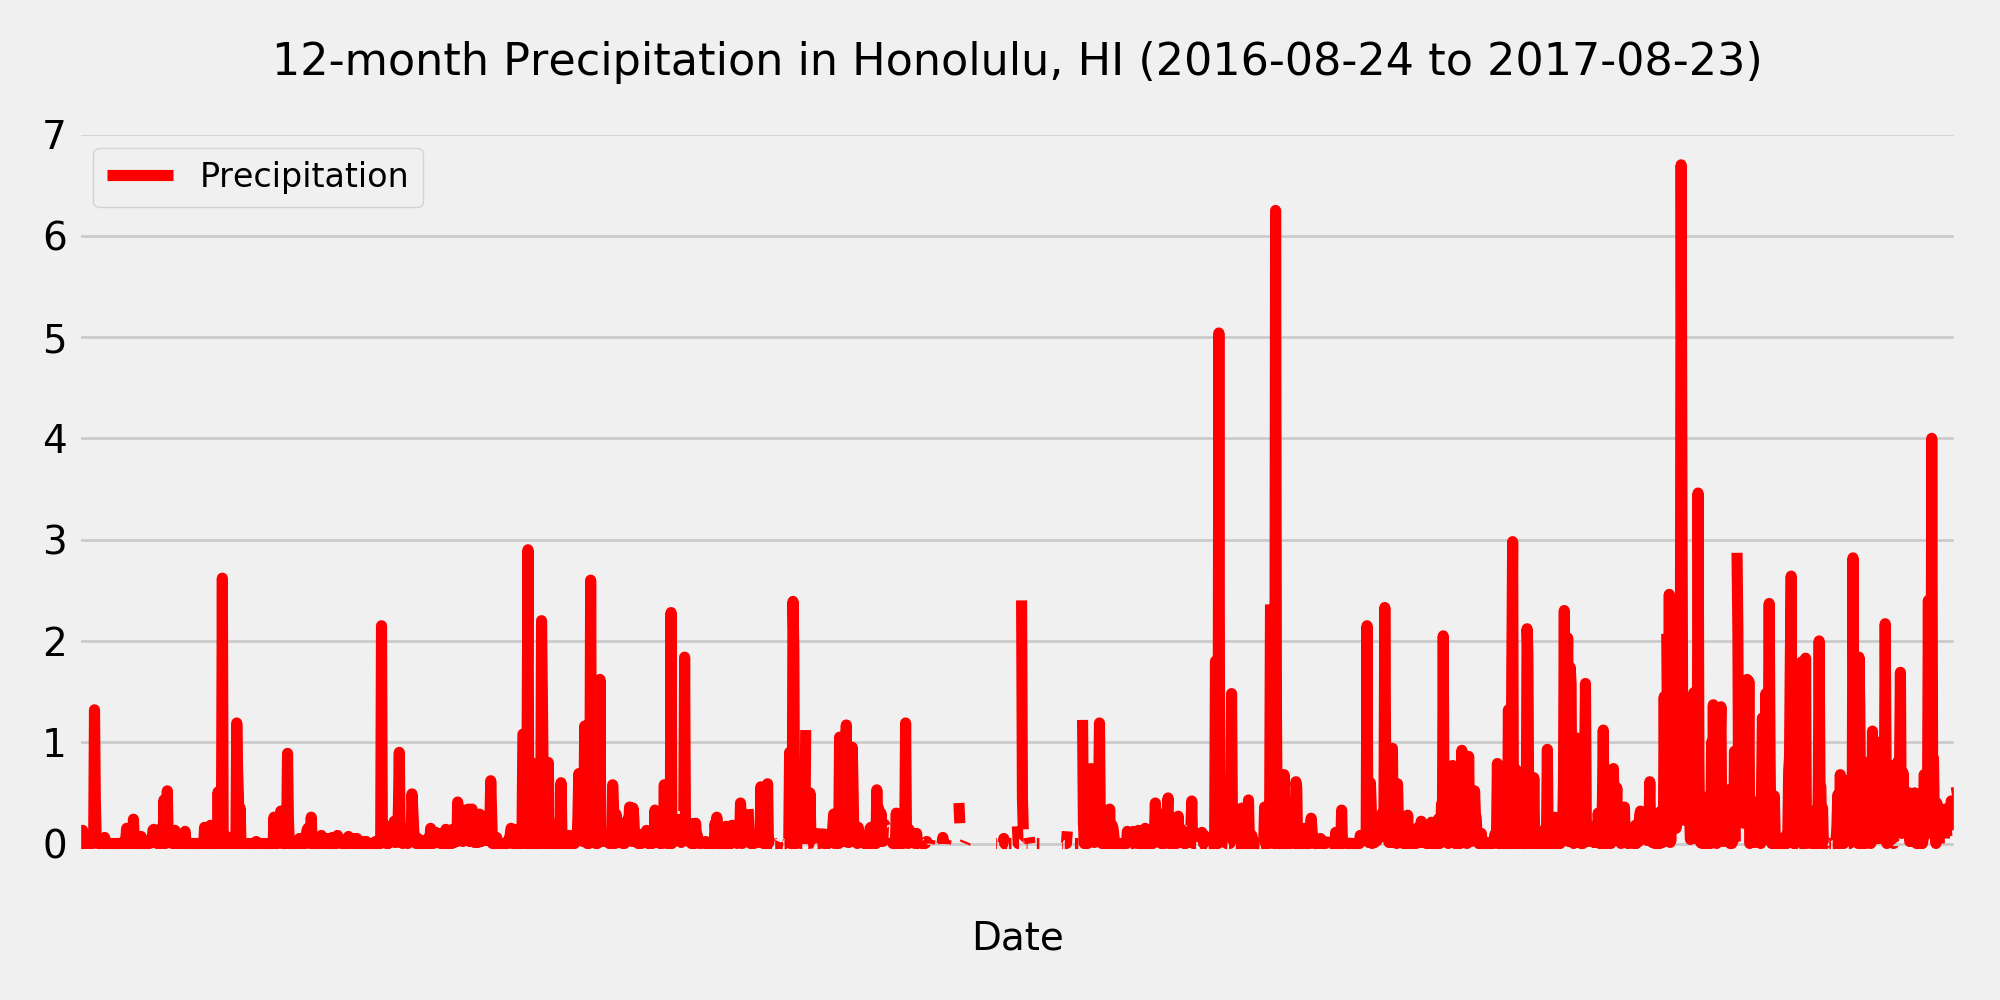 12-month Precipitation in Honolulu, HI (2016-08-24 to 2017-08-23)
7
Precipitation
6
5
4
3
2
1
0
Date